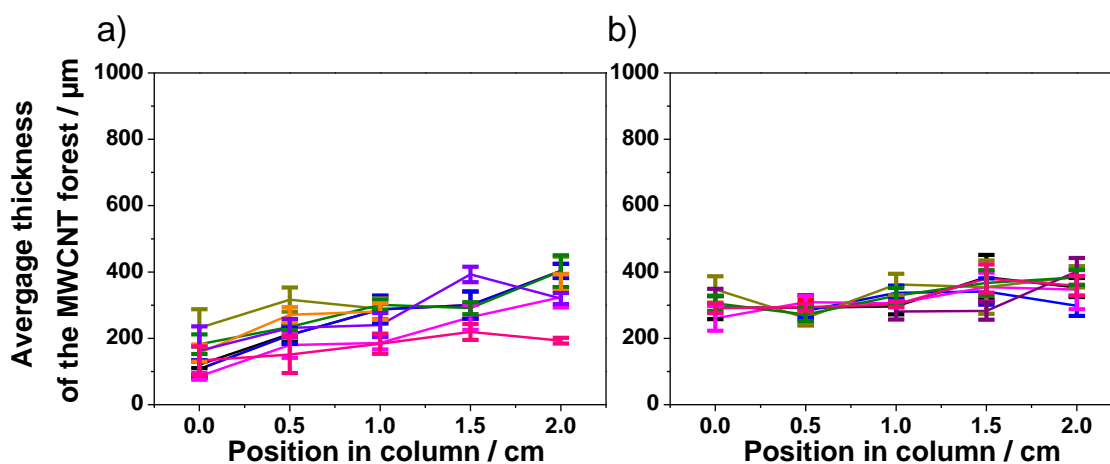 a)
b)
Avergage thickness
of the MWCNT forest / µm
1000
800
600
400
200
0
0.0 0.5 1.0 1.5 2.0
Position in column / cm
1000
800
600
400
200
0
0.0 0.5 1.0 1.5 2.0
Position in column / cm